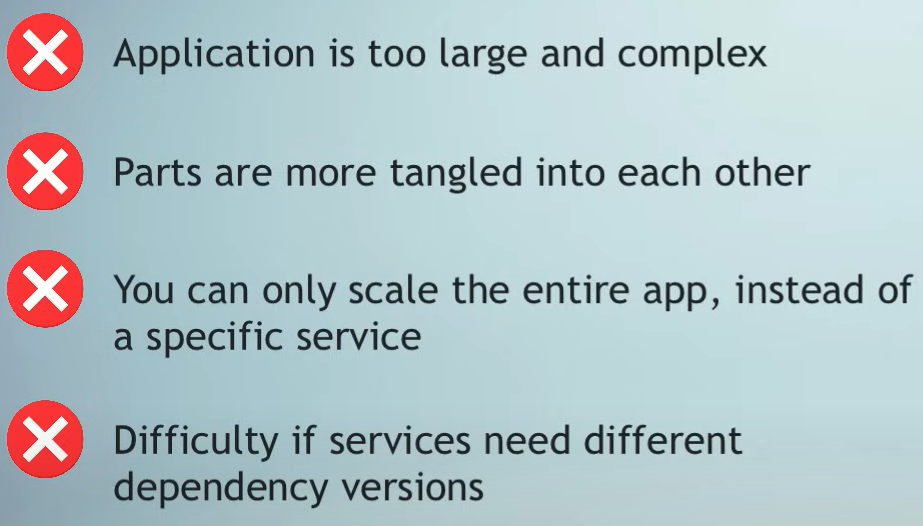 Application is too large and complex
Parts are more tangled into each other
You can only scale the entire app, instead of
a specific service
Difficulty if services need different
dependency versions